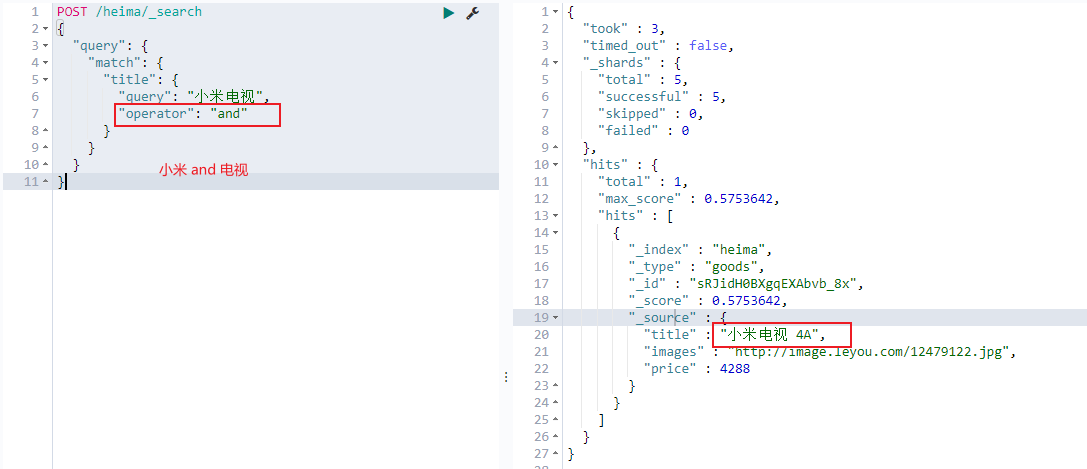 1 POST /heima/_search
2 {
3 "query": {
4 "match": {
5 "title": {
6 "query": "小米电视",
7 "operator": "and"
8 }
9 }
10 }
11 }
小米 and 电视
1 {
2 "took" : 3,
3 "timed_out" : false,
4 "_shards" : {
5 "total" : 5,
6 "successful" : 5,
7 "skipped" : 0,
8 "failed" : 0
9 },
10 "hits" : {
11 "total" : 1,
12 "max_score" : 0.5753642,
13 "hits" : [
14 {
15 "_index" : "heima",
16 "_type" : "goods",
17 "_id" : "sRJidH0BXgqEXAbvb_8x",
18 "_score" : 0.5753642,
19 "_source" : {
20 "title" : "小米电视 4A",
21 "images" : "http://image.leyou.com/12479122.jpg",
22 "price" : 4288
23 }
24 }
25 ]
26 }
27 }